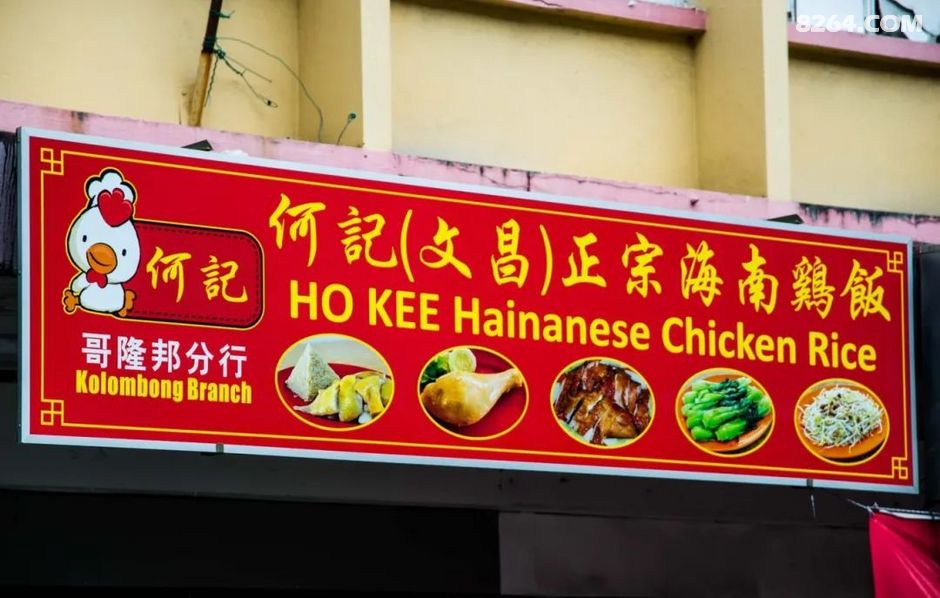 8264.COM
何記(文昌)正宗海南鷄飯
何記
HO KEE Hainanese Chicken Rice
哥隆邦分行
Kolombong Branch